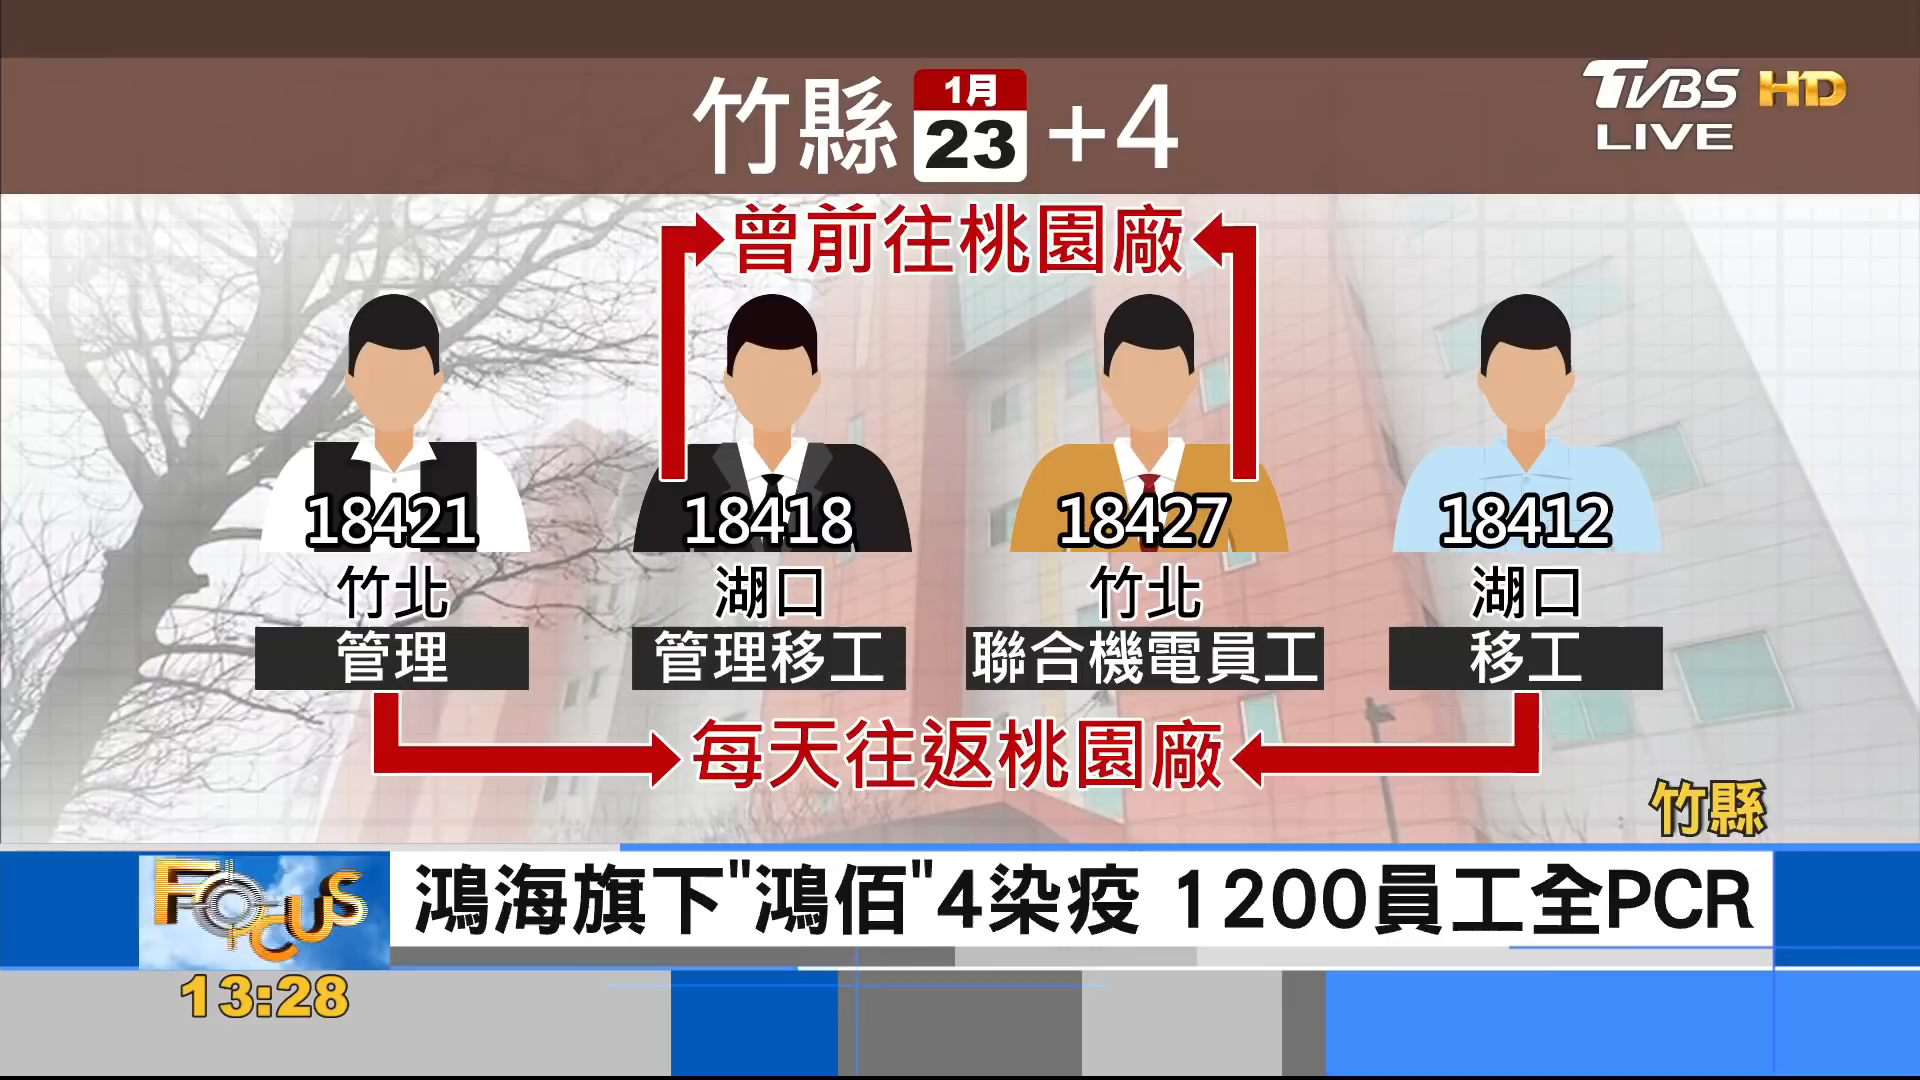 竹縣 1月 23 +4
TVBS HD
LIVE
曾前往桃園廠
18421 18418 18427 18412
竹北 湖口 竹北 湖口
管理 管理移工 聯合機電員工 移工
每天往返桃園廠
竹縣
FOCUS 鴻海旗下"鴻佰"4染疫 1200員工全PCR
13:28